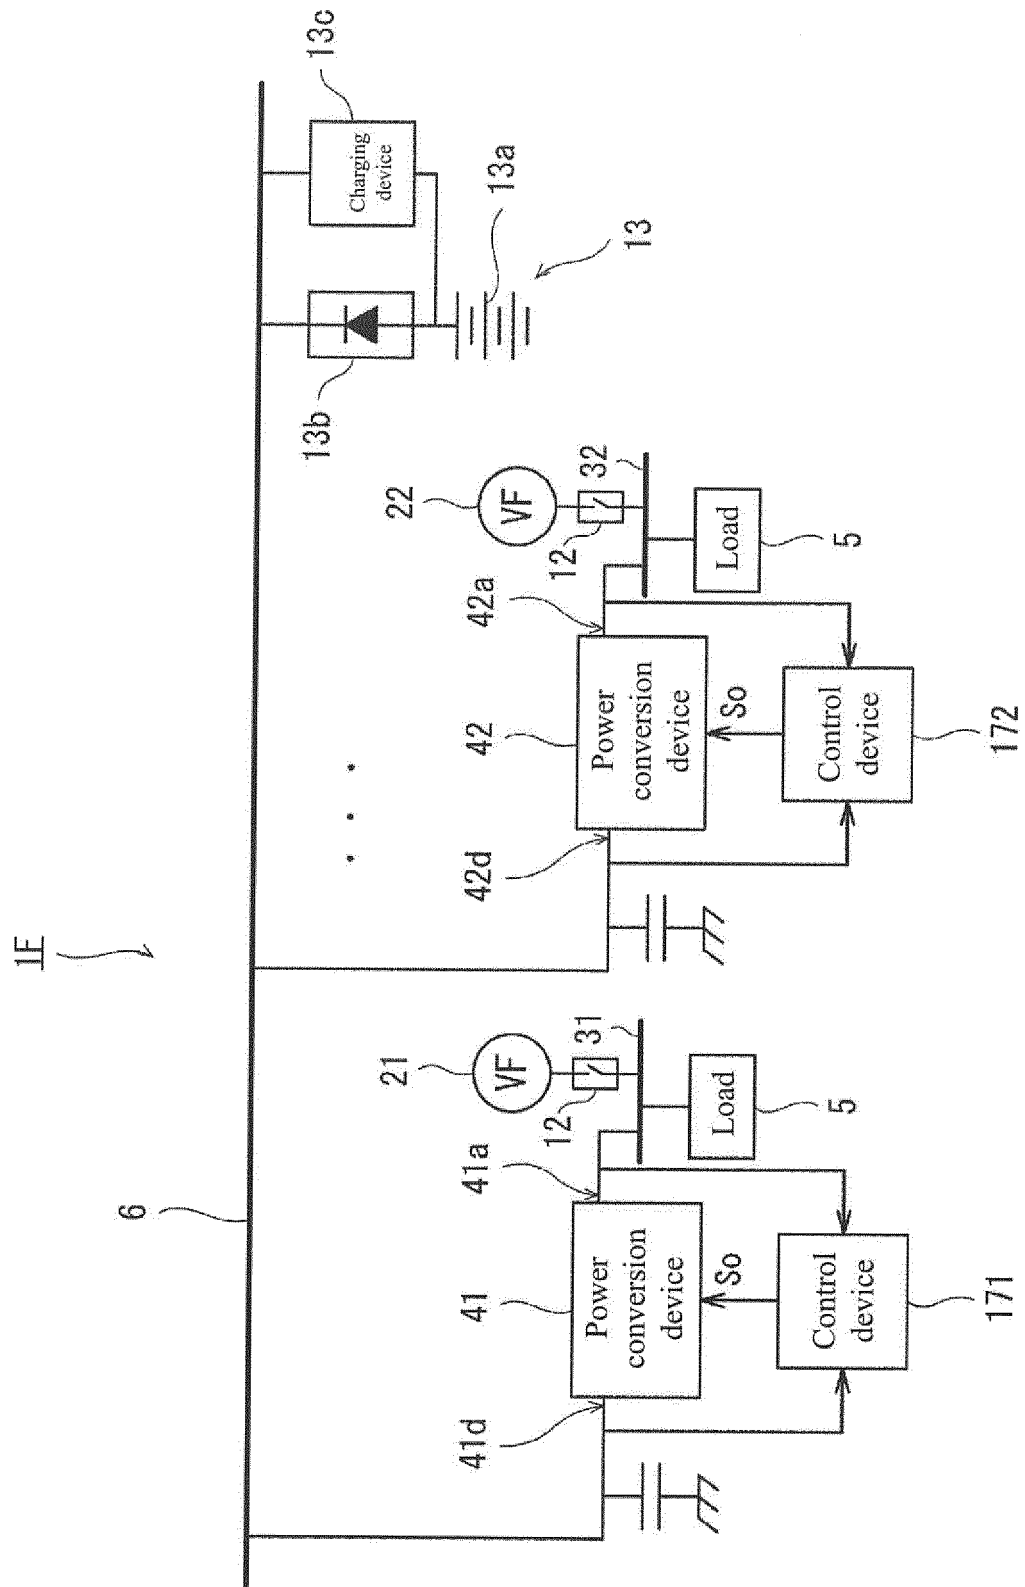 1F
6
13c
Charging
device
13b
13a
13
21
VF
12
31
41a
41
Power
conversion
device
41d
Load
5
So
Control
device
171
22
VF
12
32
42a
42
Power
conversion
device
42d
Load
5
So
Control
device
172